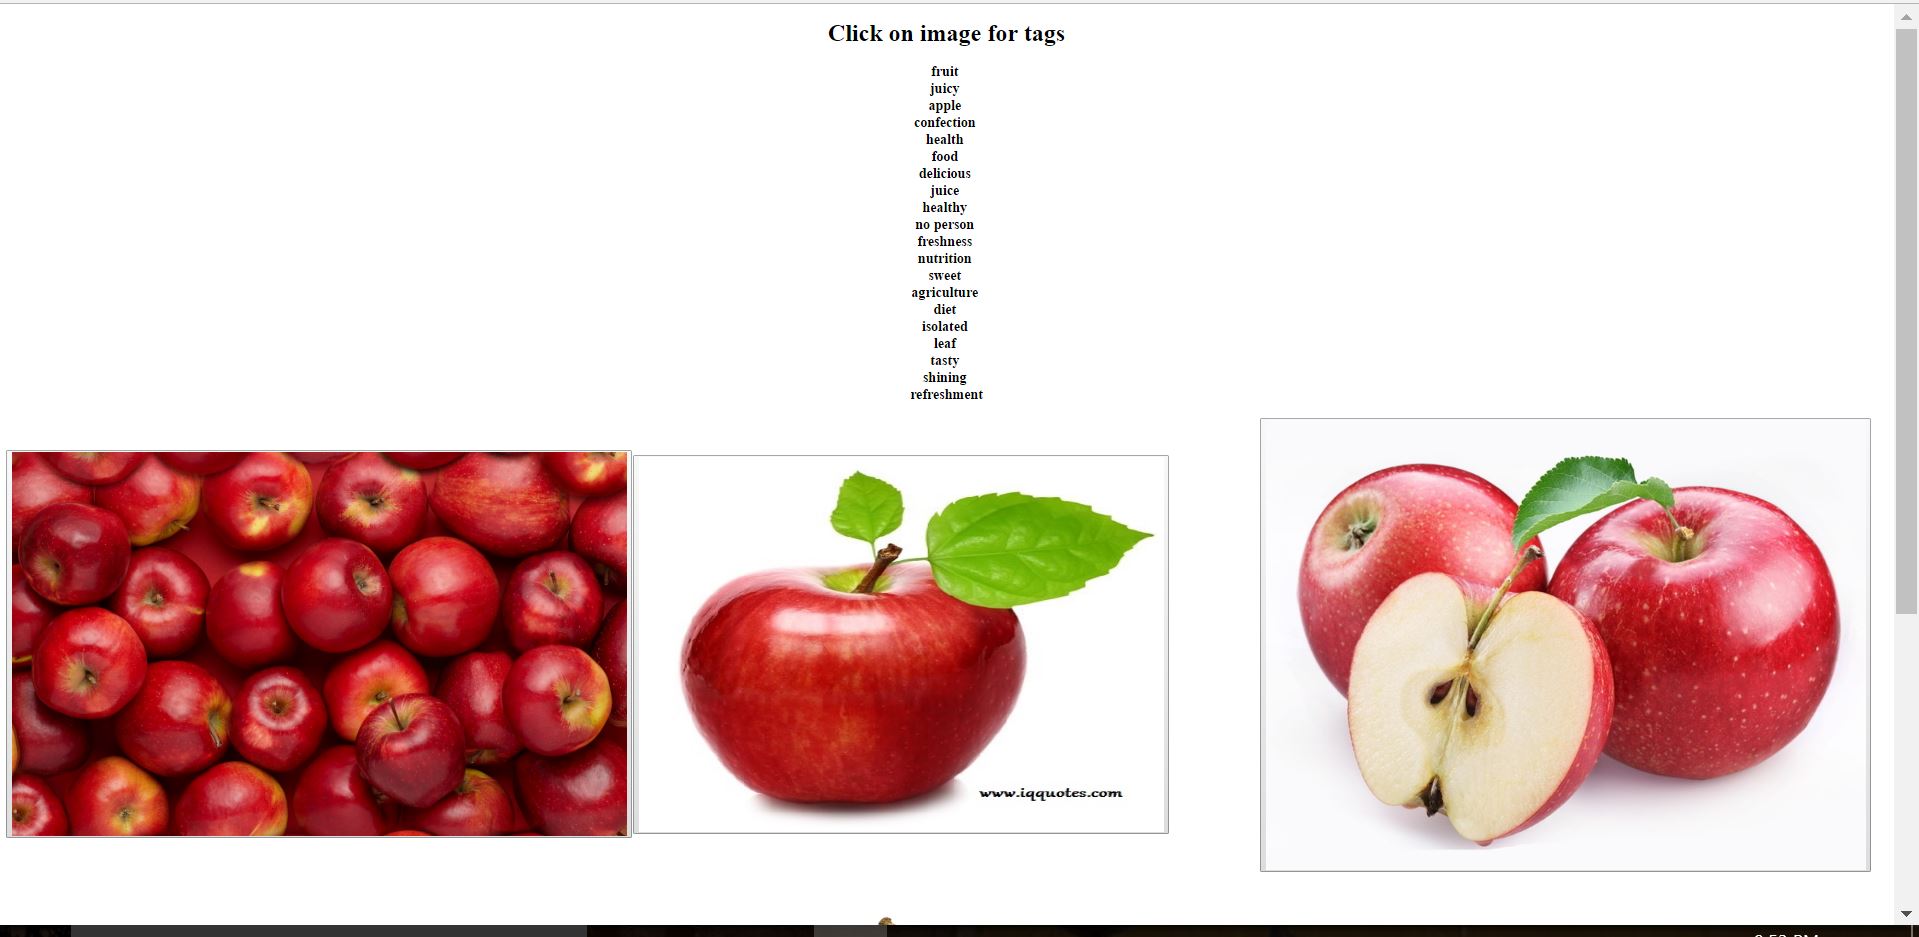 Click on image for tags
fruit
juicy
apple
confection
health
food
delicious
juice
healthy
no person
freshness
nutrition
sweet
agriculture
diet
isolated
leaf
tasty
shining
refreshment
www.iqquotes.com